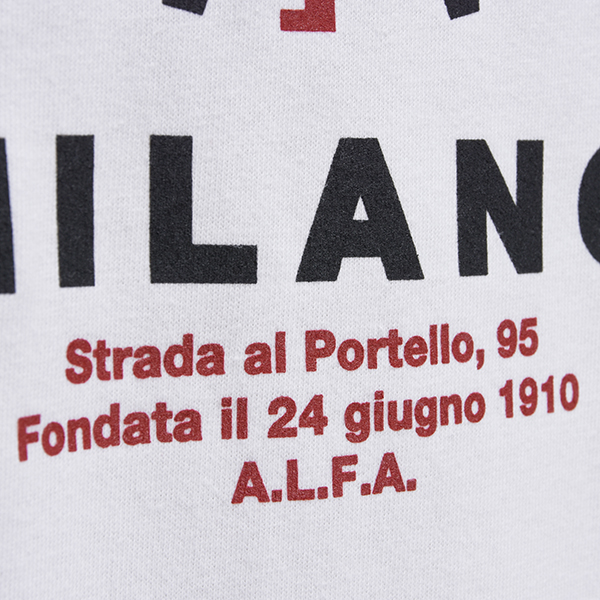 MILANO
Strada al Portello, 95
Fondata il 24 giugno 1910
A.L.F.A.